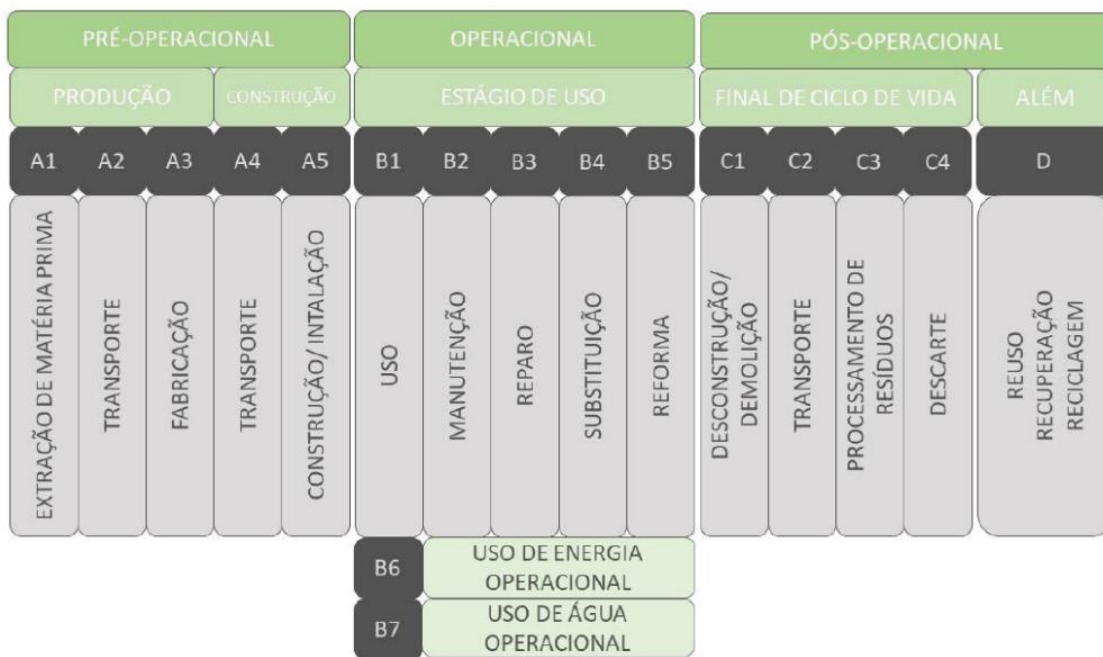 PRÉ-OPERACIONAL
OPERACIONAL
PÓS-OPERACIONAL
PRODUÇÃO
CONSTRUÇÃO
ESTÁGIO DE USO
FINAL DE CICLO DE VIDA
ALÉM
A1
A2
A3
A4
A5
B1
B2
B3
B4
B5
C1
C2
C3
C4
D
EXTRAÇÃO DE MATÉRIA PRIMA
TRANSPORTE
FABRICAÇÃO
TRANSPORTE
CONSTRUÇÃO/ INTALAÇÃO
USO
MANUTENÇÃO
REPARO
SUBSTITUIÇÃO
REFORMA
DESCONSTRUÇÃO/
DEMOLIÇÃO
TRANSPORTE
PROCESSAMENTO DE
RESÍDUOS
DESCARTE
REUSO
RECUPERAÇÃO
RECICLAGEM
B6
USO DE ENERGIA
OPERACIONAL
B7
USO DE ÁGUA
OPERACIONAL